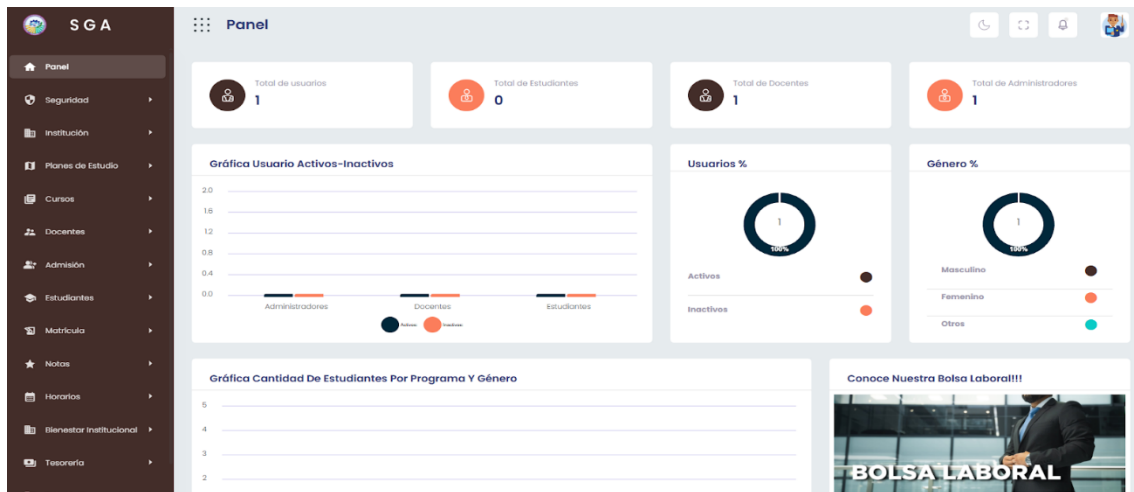 SGA
Panel
Panel
Seguridad
Institución
Planes de Estudio
Cursos
Docentes
Admisión
Estudiantes
Matrícula
Notas
Horarios
Bienestar Institucional
Tesorería
Total de usuarios
1
Total de Estudiantes
0
Total de Docentes
1
Total de Administradores
1
Gráfica Usuario Activos-Inactivos
2.0
1.6
1.2
0.8
0.4
0.0
Administradores Docentes Estudiantes
Activos Inactivos
Usuarios %
1
100%
Activos
Inactivos
Género %
1
100%
Masculino
Femenino
Otros
Gráfica Cantidad De Estudiantes Por Programa Y Género
5
4
3
2
Conoce Nuestra Bolsa Laboral!!!
BOLSA LABORAL